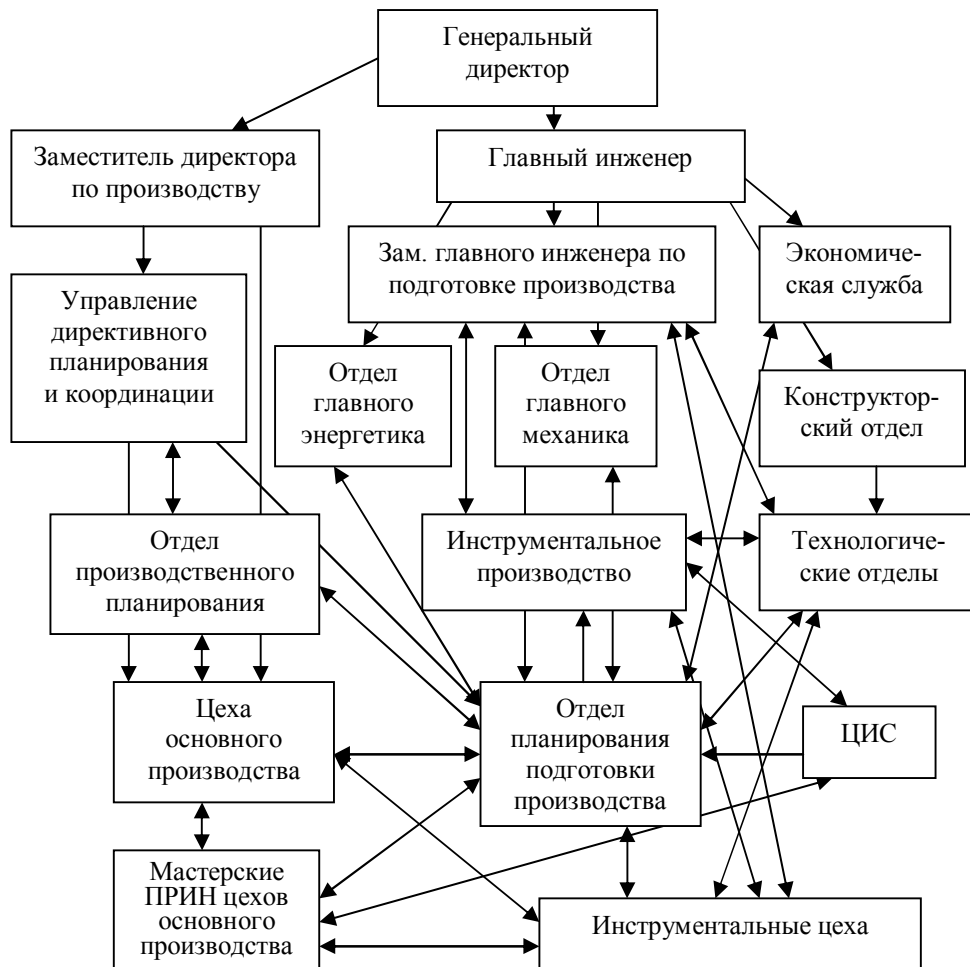 Генеральный
директор
Заместитель директора
по производству
Главный инженер
Зам. главного инженера по
подготовке производства
Экономиче-
ская служба
Управление
директивного
планирования
и координации
Отдел
главного
энергетика
Отдел
главного
механика
Конструктор-
ский отдел
Отдел
производственного
планирования
Инструментальное
производство
Технологиче-
ские отделы
Цеха
основного
производства
Отдел
планирования
подготовки
производства
ЦИС
Мастерские
ПРИН цехов
основного
производства
Инструментальные цеха